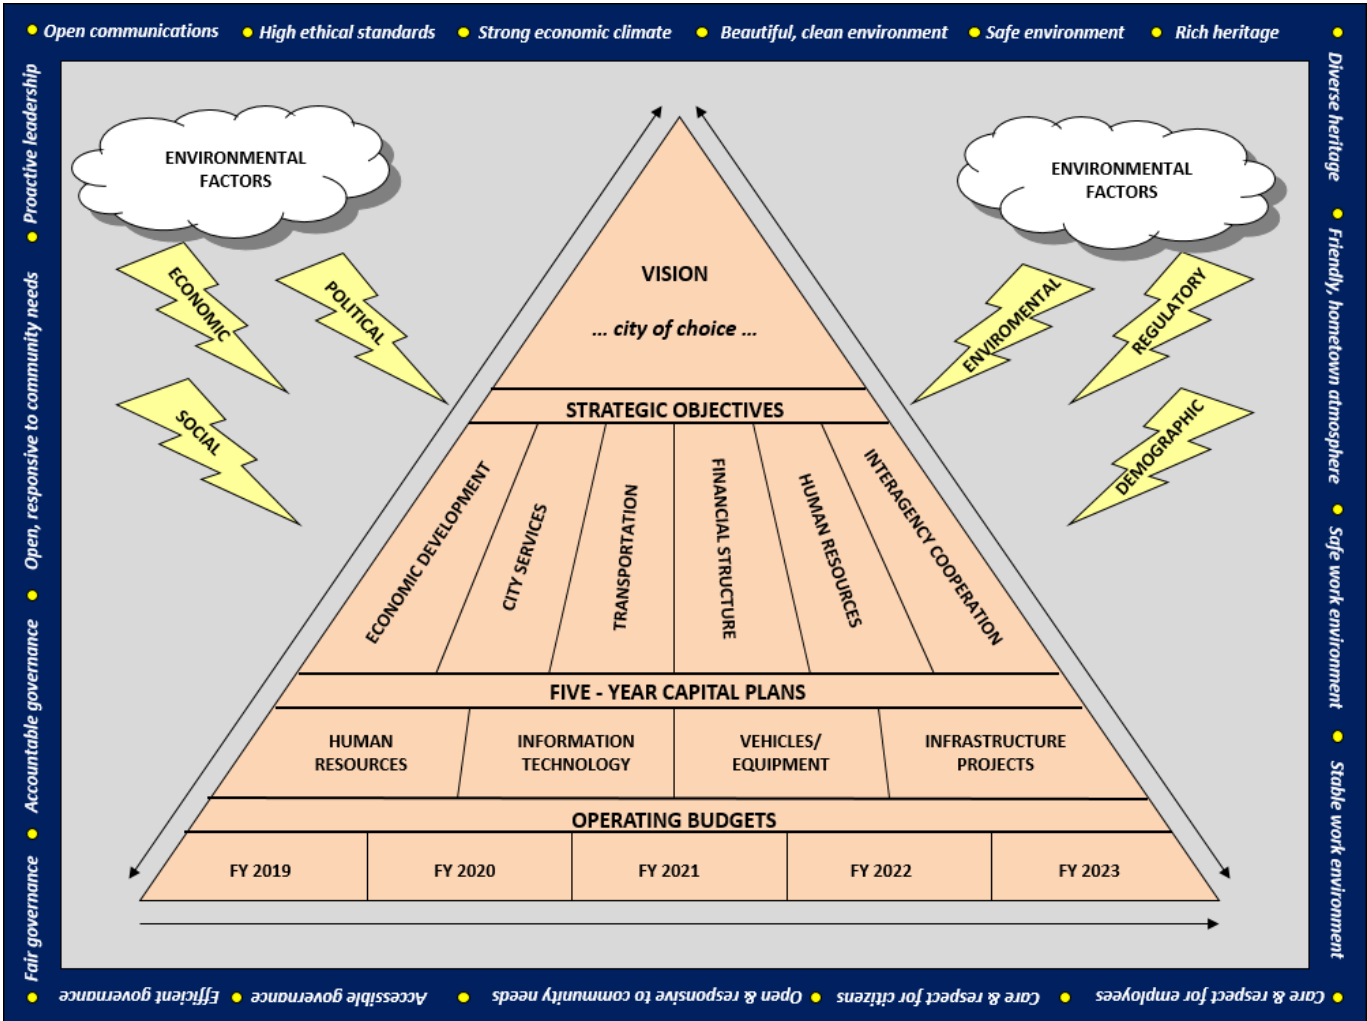 Open communications
High ethical standards
Strong economic climate
Beautiful, clean environment
Safe environment
Rich heritage
Diverse heritage
Friendly, hometown atmosphere
Safe work environment
Stable work environment
Care & respect for employees
Care & respect for citizens
Open & responsive to community needs
Accessible governance
Efficient governance
Fair governance
Accountable governance
Open, responsive to community needs
Proactive leadership
ENVIRONMENTAL
FACTORS
ECONOMIC
POLITICAL
SOCIAL
ENVIRONMENTAL
FACTORS
ENVIROMENTAL
REGULATORY
DEMOGRAPHIC
VISION
... city of choice ...
STRATEGIC OBJECTIVES
ECONOMIC DEVELOPMENT
CITY SERVICES
TRANSPORTATION
FINANCIAL STRUCTURE
HUMAN RESOURCES
INTERAGENCY COOPERATION
FIVE - YEAR CAPITAL PLANS
HUMAN
RESOURCES
INFORMATION
TECHNOLOGY
VEHICLES/
EQUIPMENT
INFRASTRUCTURE
PROJECTS
OPERATING BUDGETS
FY 2019
FY 2020
FY 2021
FY 2022
FY 2023